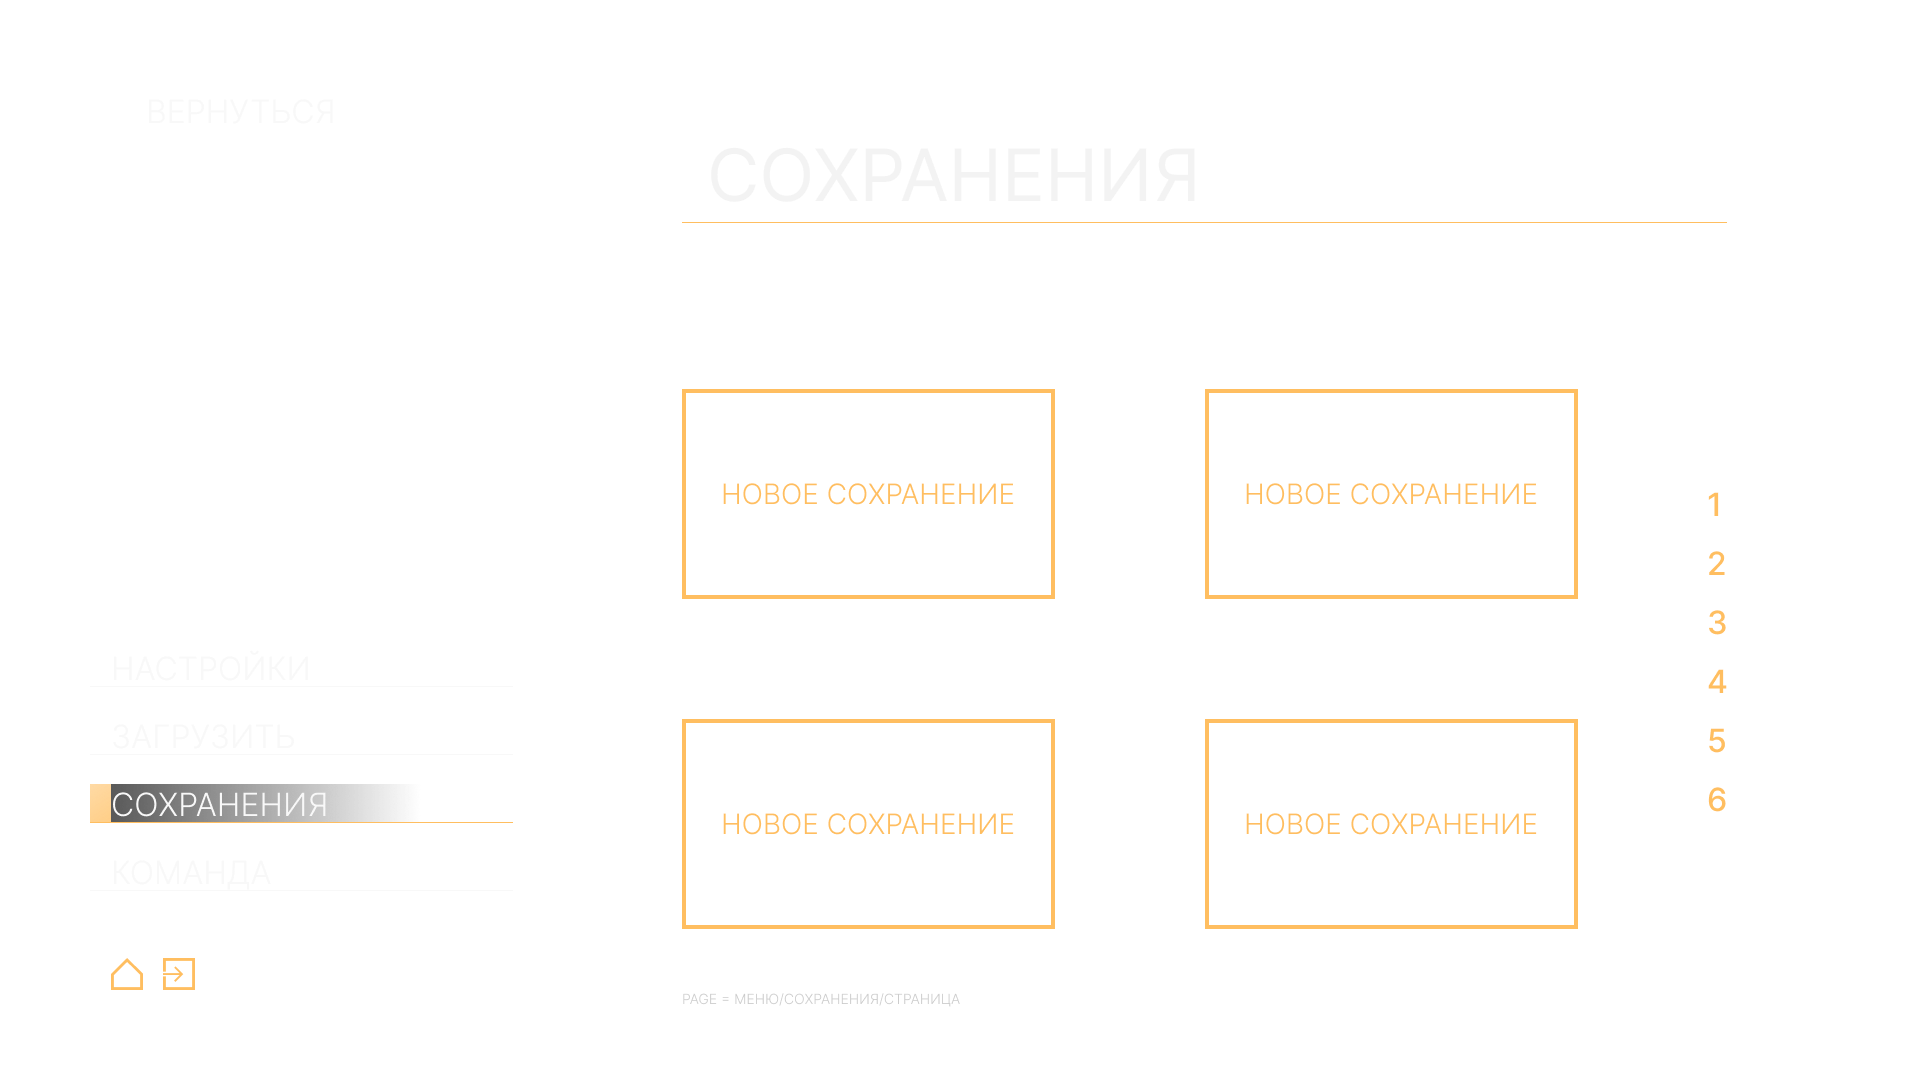 ВЕРНУТЬСЯ
СОХРАНЕНИЯ
НОВОЕ СОХРАНЕНИЕ
НОВОЕ СОХРАНЕНИЕ
НОВОЕ СОХРАНЕНИЕ
НОВОЕ СОХРАНЕНИЕ
1
2
3
4
5
6
НАСТРОЙКИ
ЗАГРУЗИТЬ
СОХРАНЕНИЯ
КОМАНДА
PAGE = МЕНЮ/СОХРАНЕНИЯ/СТРАНИЦА